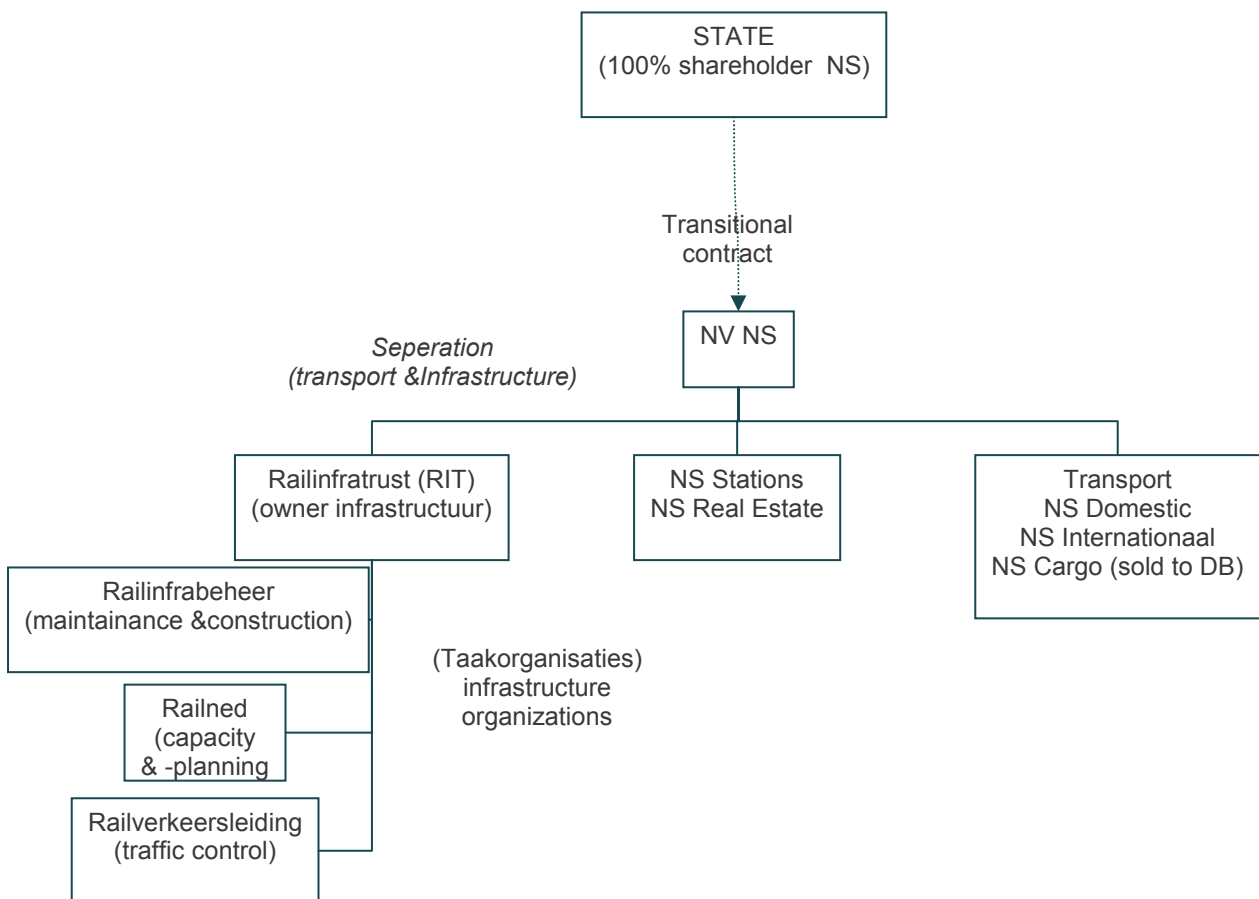 STATE
(100% shareholder NS)
Transitional
contract
NV NS
Seperation
(transport &Infrastructure)
Railinfratrust (RIT)
(owner infrastructuur)
NS Stations
NS Real Estate
Transport
NS Domestic
NS Internationaal
NS Cargo (sold to DB)
Railinfrabeheer
(maintainance &construction)
(Taakorganisaties)
infrastructure
organizations
Railned
(capacity
& -planning
Railverkeersleiding
(traffic control)